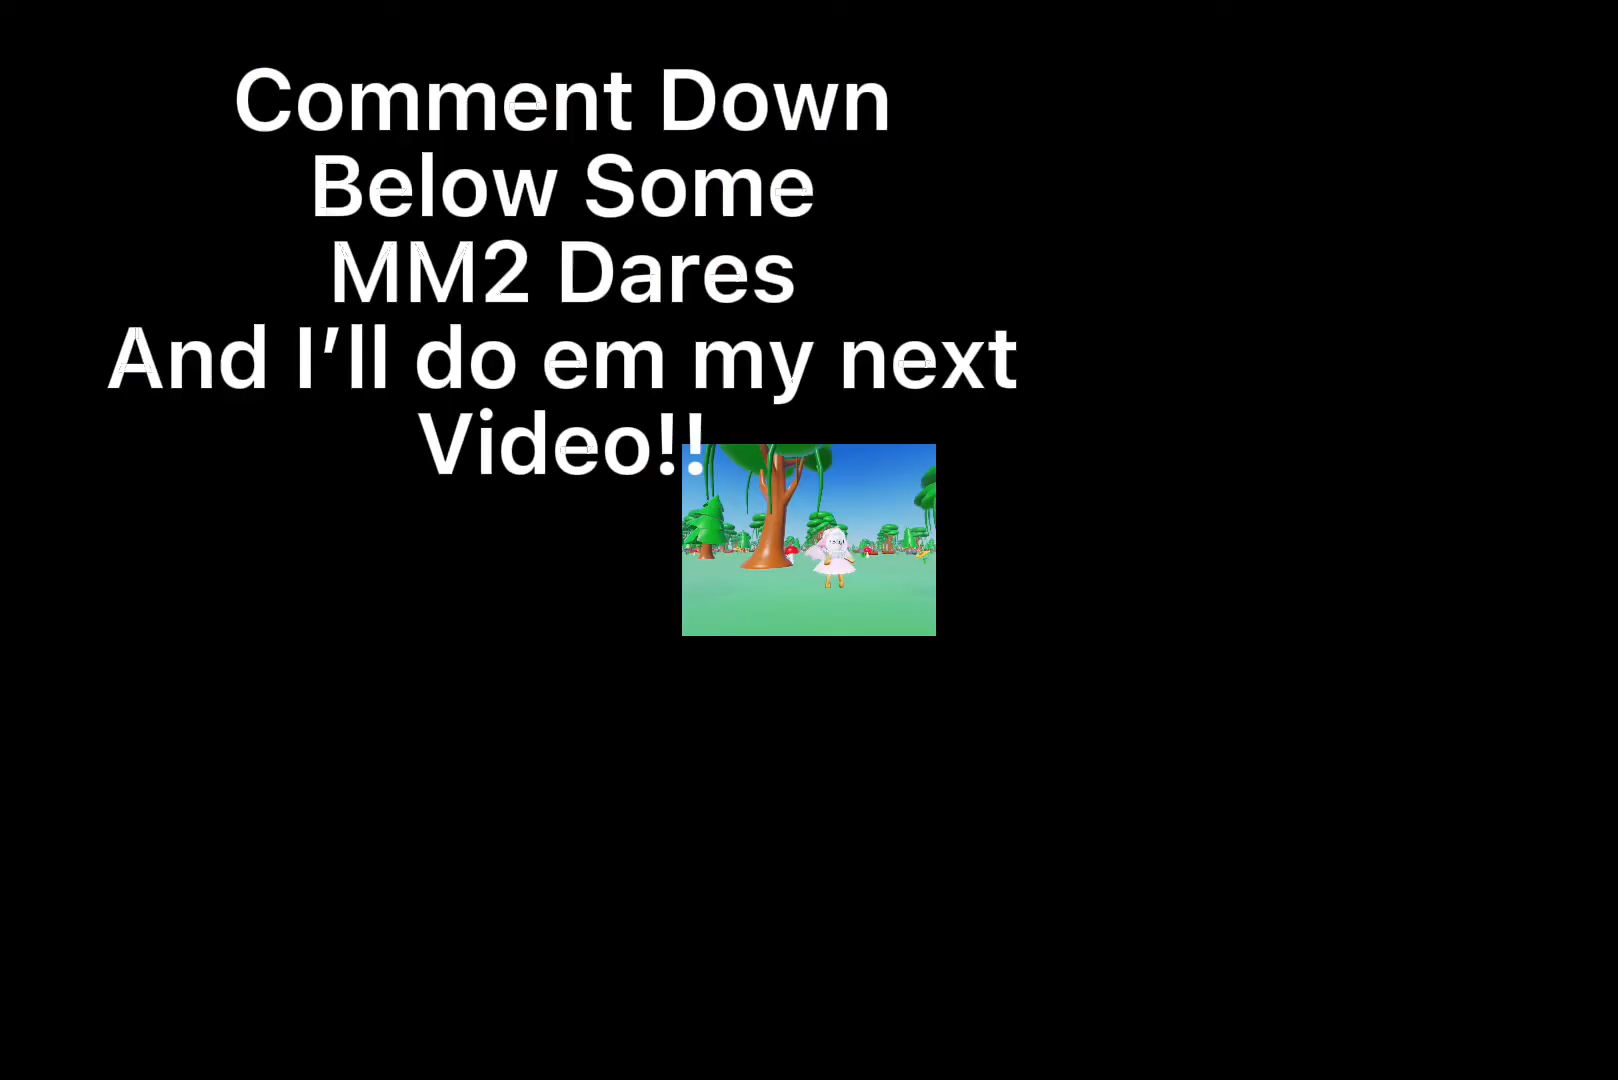 Comment Down
Below Some
MM2 Dares
And I’ll do em my next
Video!!